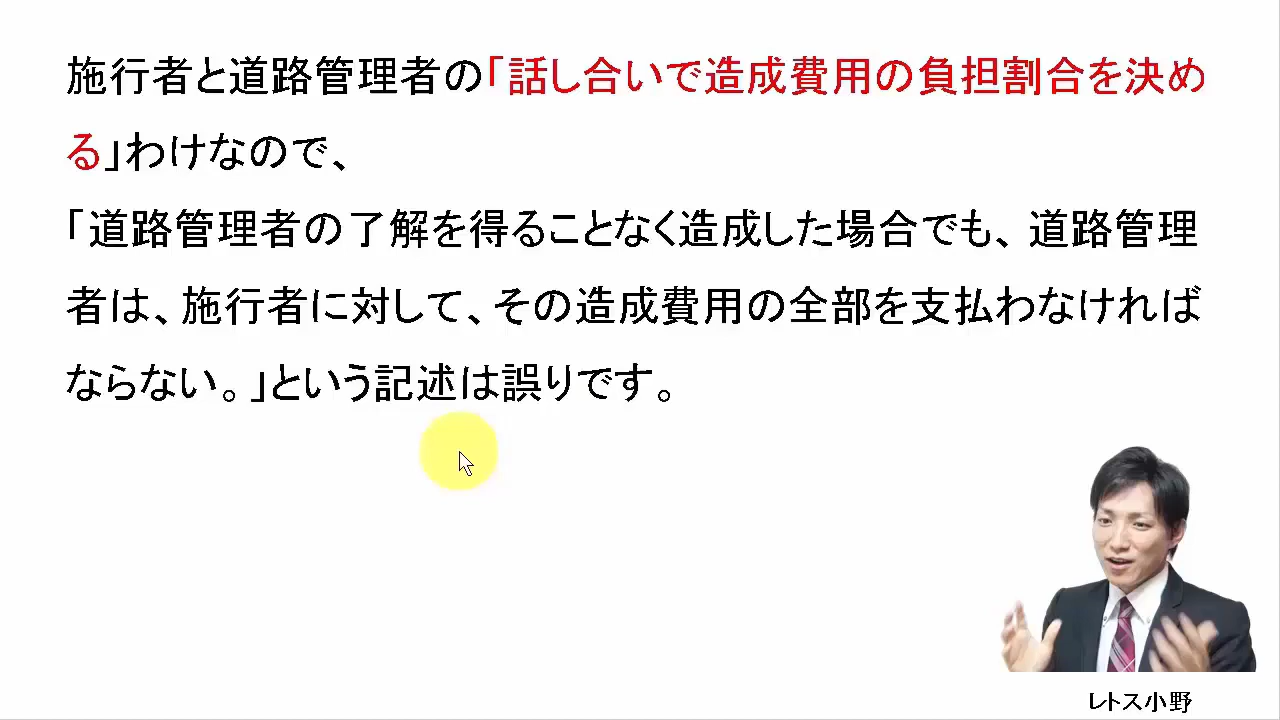 施行者と道路管理者の「話し合いで造成費用の負担割合を決め
る」わけなので、
「道路管理者の了解を得ることなく造成した場合でも、道路管理
者は、施行者に対して、その造成費用の全部を支払わなければ
ならない。」という記述は誤りです。
レトス小野